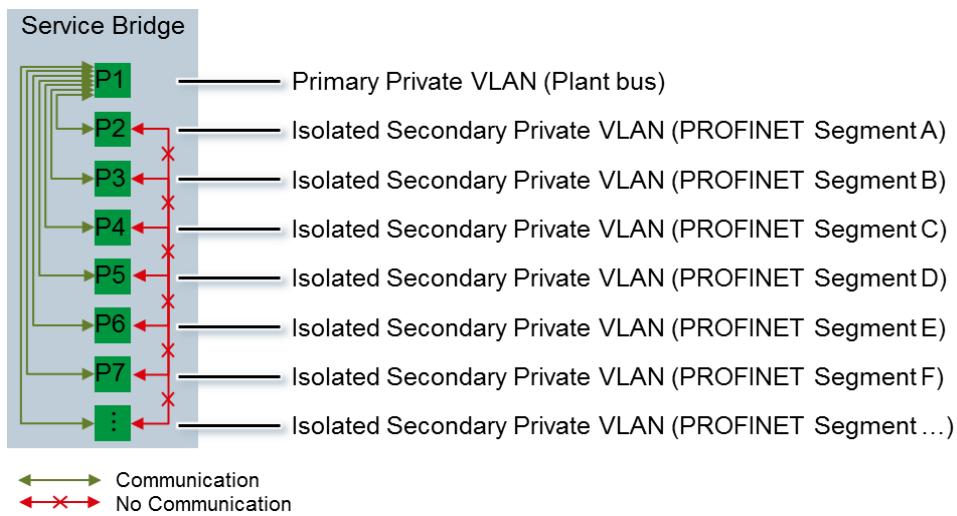 Service Bridge
P1
Primary Private VLAN (Plant bus)
P2
Isolated Secondary Private VLAN (PROFINET Segment A)
P3
Isolated Secondary Private VLAN (PROFINET Segment B)
P4
Isolated Secondary Private VLAN (PROFINET Segment C)
P5
Isolated Secondary Private VLAN (PROFINET Segment D)
P6
Isolated Secondary Private VLAN (PROFINET Segment E)
P7
Isolated Secondary Private VLAN (PROFINET Segment F)
⋮
Isolated Secondary Private VLAN (PROFINET Segment …)
Communication
No Communication